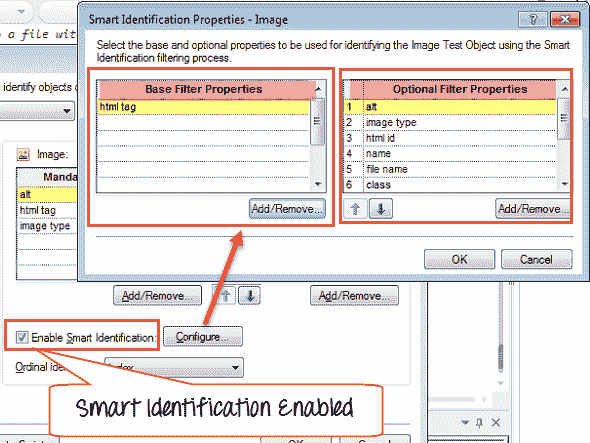 Smart Identification Properties - Image
o a file with
Select the base and optional properties to be used for identifying the Image Test Object using the Smart
Identification filtering process.
identify objects
Base Filter Properties
html tag
Add/Remove...
Optional Filter Properties
1 alt
2 image type
3 html id
4 name
5 file name
6 class
Add/Remove...
OK Cancel
Image:
Manda
alt
html tag
image type
Add/Remove... Add/Remove...
Enable Smart Identification: Configure...
Ordinal ide
Smart Identification Enabled